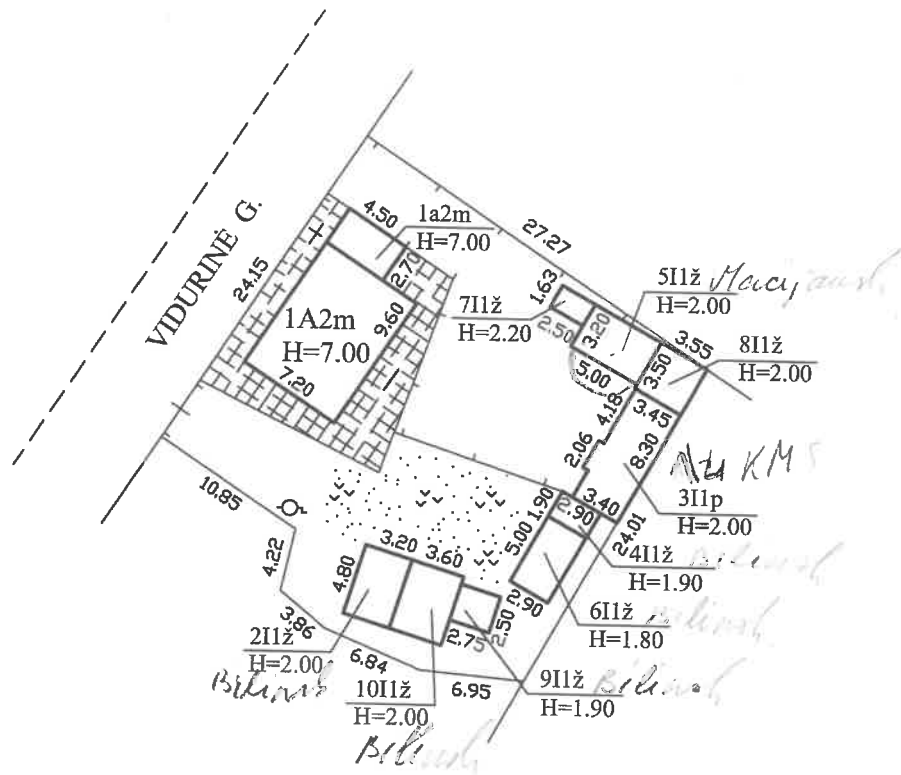 VIDURINĖ G.
24.15
4.50
1a2m
H=7.00
2.70
27.27
1A2m
H=7.00
9.60
7.20
1.63
7I1ž
H=2.20
2.50
3.20
5I1ž
H=2.00
5.00
3.50
3.55
8I1ž
H=2.00
4.18
3.45
2.06
8.30
KM
3I1p
H=2.00
3.40
24.01
1.90
2.90
4I1ž
H=1.90
5.00
2.90
6I1ž
H=1.80
10.85
4.22
3.86
6.84
6.95
4.80
3.20
3.60
2.75
2.50
2I1ž
H=2.00
10I1ž
H=2.00
9I1ž
H=1.90